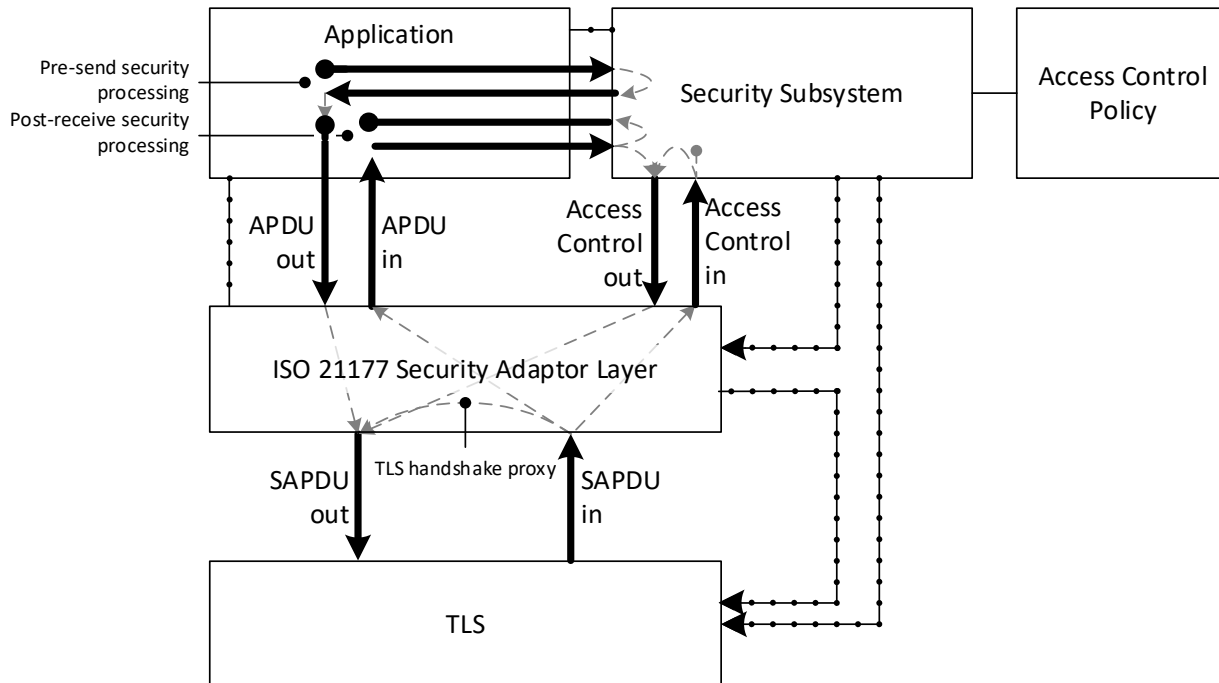 Application
Pre-send security
processing
Post-receive security
processing
Security Subsystem
Access Control
Policy
APDU
out
APDU
in
Access
Control
out
Access
Control
in
ISO 21177 Security Adaptor Layer
TLS handshake proxy
SAPDU
out
SAPDU
in
TLS